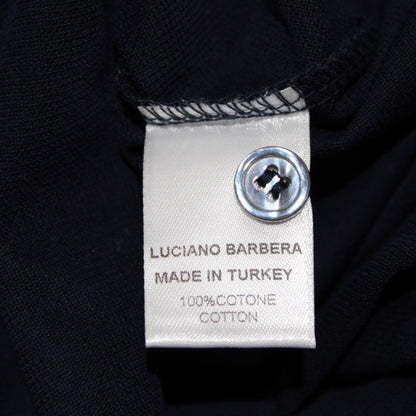 LUCIANO BARBERA
MADE IN TURKEY
100%COTONE
COTTON